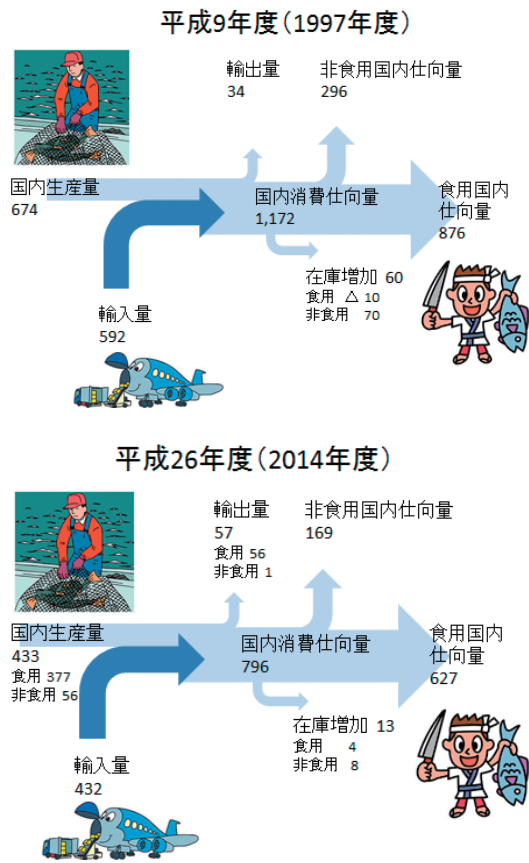 平成9年度（1997年度）
輸出量
34
非食用国内仕向量
296
国内生産量
674
国内消費仕向量
1,172
食用国内
仕向量
876
在庫増加 60
食用 △ 10
非食用 70
輸入量
592
平成26年度（2014年度）
輸出量
57
食用 56
非食用 1
非食用国内仕向量
169
国内生産量
433
食用 377
非食用 56
国内消費仕向量
796
食用国内
仕向量
627
在庫増加 13
食用 4
非食用 8
輸入量
432